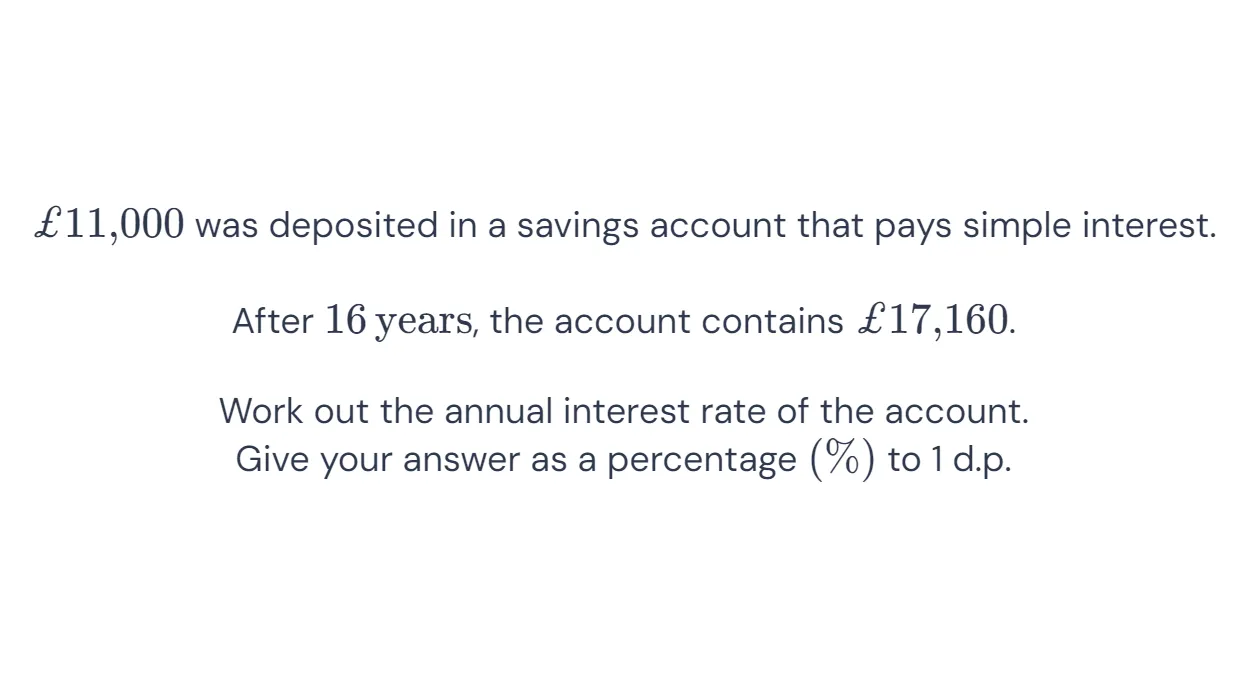 £11,000 was deposited in a savings account that pays simple interest.
After 16 years, the account contains £17,160.
Work out the annual interest rate of the account.
Give your answer as a percentage (%) to 1 d.p.